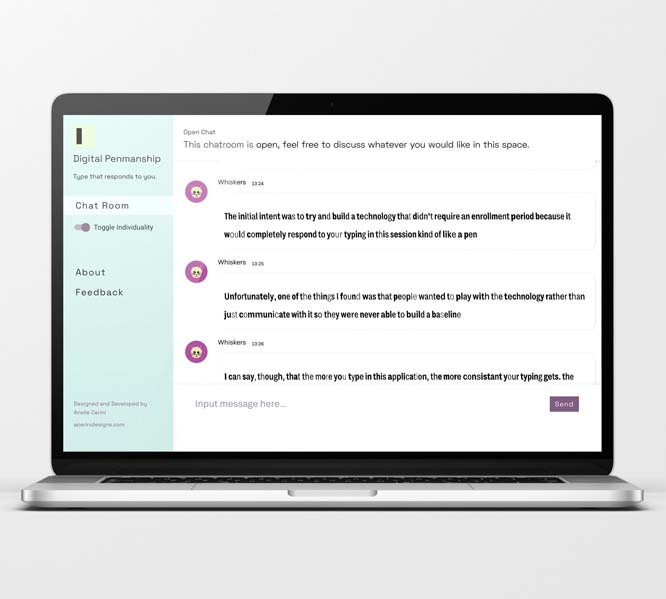 Digital Penmanship
Type that responds to you.
Chat Room
Toggle Individuality
About
Feedback
Designed and Developed by
Arielle Cerini
acerinidesigns.com
Open Chat
This chatroom is open, feel free to discuss whatever you would like in this space.
Whiskers 13:24
The initial intent was to try and build a technology that didn't require an enrollment period because it
would completely respond to your typing in this session kind of like a pen
Whiskers 13:25
Unfortunately, one of the things I found was that people wanted to play with the technology rather than
just communicate with it so they were never able to build a baseline
Whiskers 13:26
I can say, though, that the more you type in this application, the more consistant your typing gets. the
Input message here...
Send